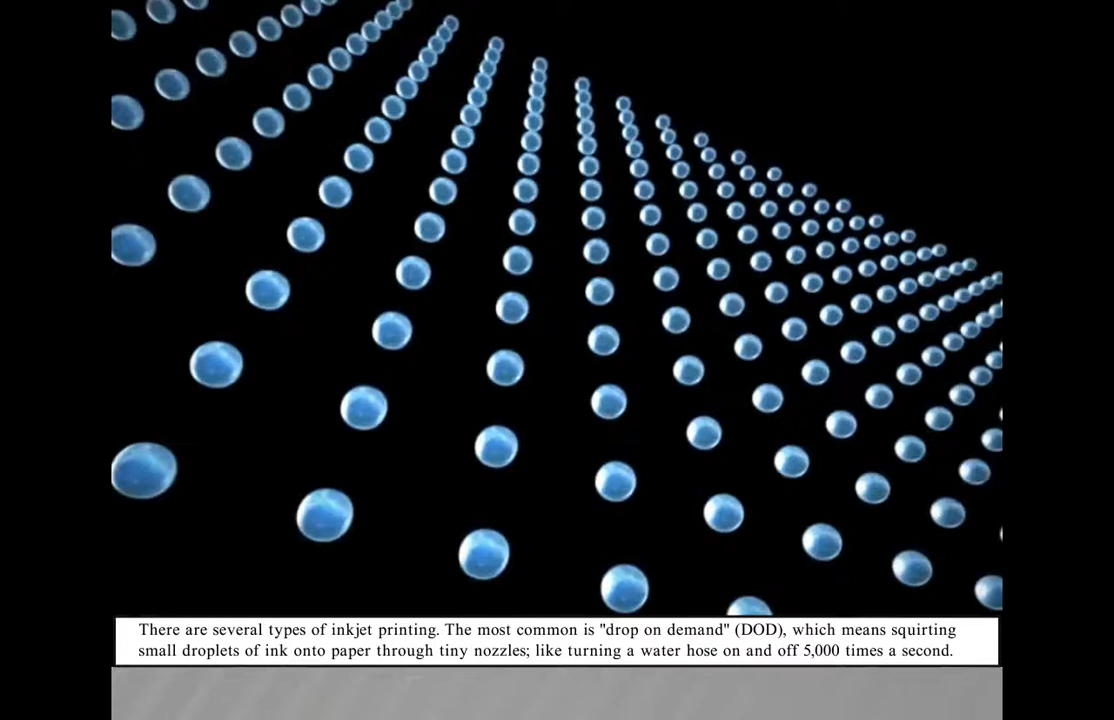 There are several types of inkjet printing. The most common is "drop on demand" (DOD), which means squirting
small droplets of ink onto paper through tiny nozzles; like turning a water hose on and off 5,000 times a second.